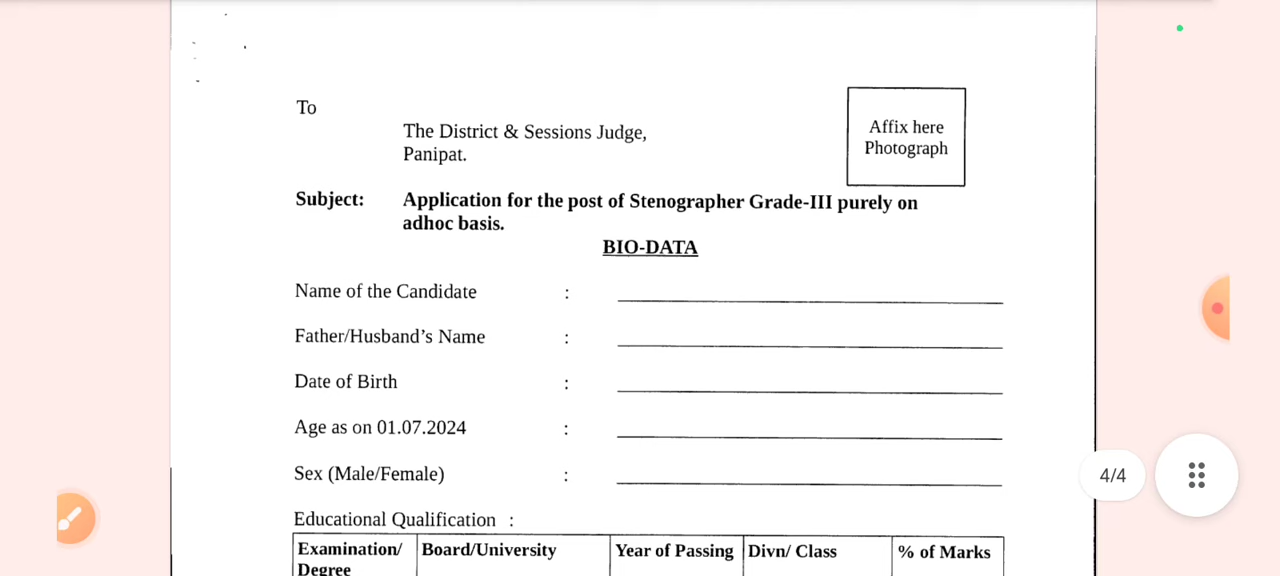 To
The District & Sessions Judge,
Panipat.
Affix here
Photograph
Subject: Application for the post of Stenographer Grade-III purely on
adhoc basis.
BIO-DATA
Name of the Candidate :
Father/Husband’s Name :
Date of Birth :
Age as on 01.07.2024 :
Sex (Male/Female) :
Educational Qualification :
Examination/ Board/University Year of Passing Divn/ Class % of Marks
Degree
4/4